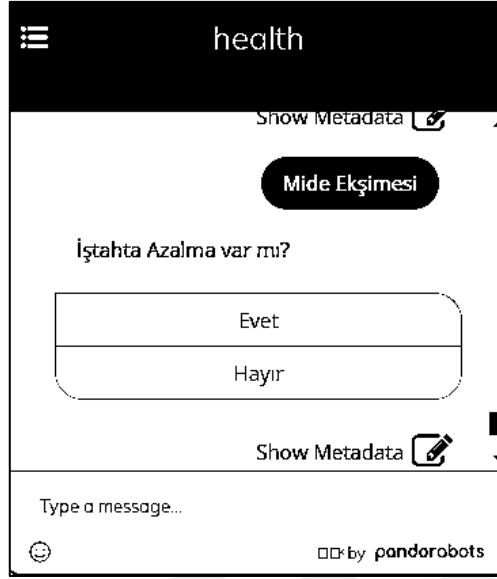 health
Show Metadata
Mide Ekşimesi
İştahta Azalma var mı?
Evet
Hayır
Show Metadata
Type a message...
by pandorabots